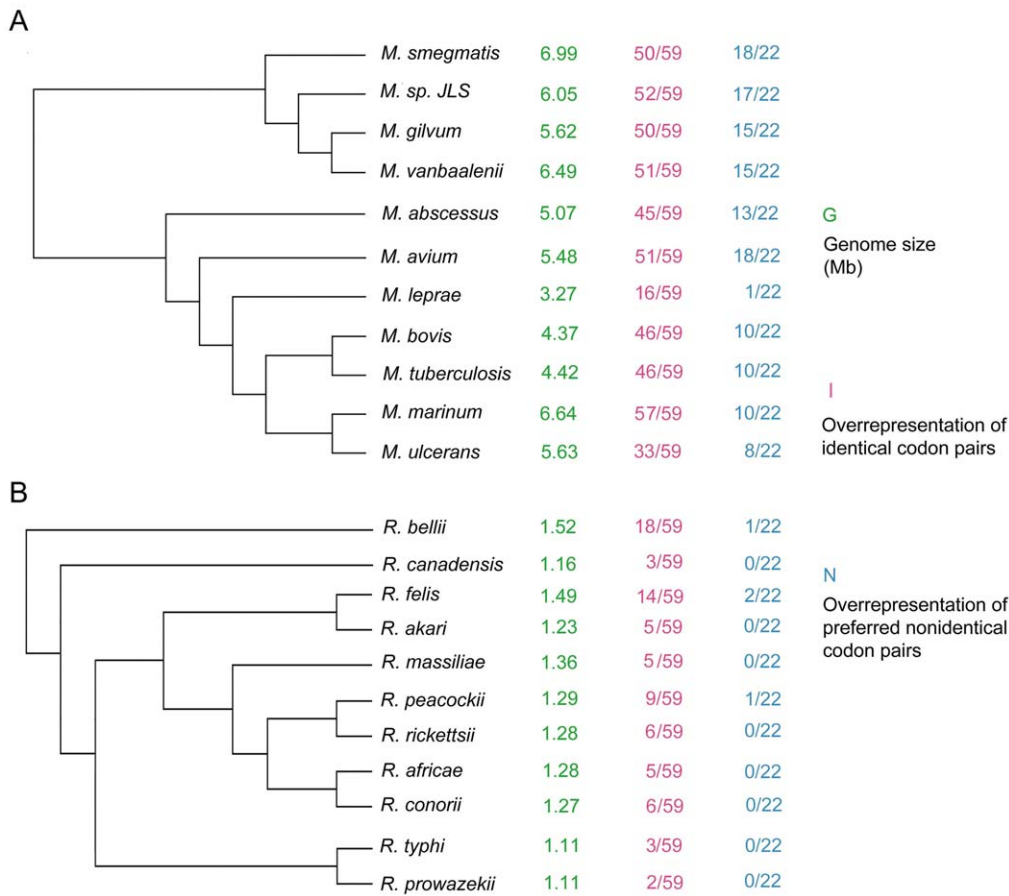 A
M. smegmatis 6.99 50/59 18/22
M. sp. JLS 6.05 52/59 17/22
M. gilvum 5.62 50/59 15/22
M. vanbaalenii 6.49 51/59 15/22
M. abscessus 5.07 45/59 13/22
G
Genome size
(Mb)
M. avium 5.48 51/59 18/22
M. leprae 3.27 16/59 1/22
M. bovis 4.37 46/59 10/22
M. tuberculosis 4.42 46/59 10/22
I
Overrepresentation of
identical codon pairs
M. marinum 6.64 57/59 10/22
M. ulcerans 5.63 33/59 8/22
B
R. bellii 1.52 18/59 1/22
R. canadensis 1.16 3/59 0/22
N
Overrepresentation of
preferred nonidentical
codon pairs
R. felis 1.49 14/59 2/22
R. akari 1.23 5/59 0/22
R. massiliae 1.36 5/59 0/22
R. peacockii 1.29 9/59 1/22
R. rickettsii 1.28 6/59 0/22
R. africae 1.28 5/59 0/22
R. conorii 1.27 6/59 0/22
R. typhi 1.11 3/59 0/22
R. prowazekii 1.11 2/59 0/22